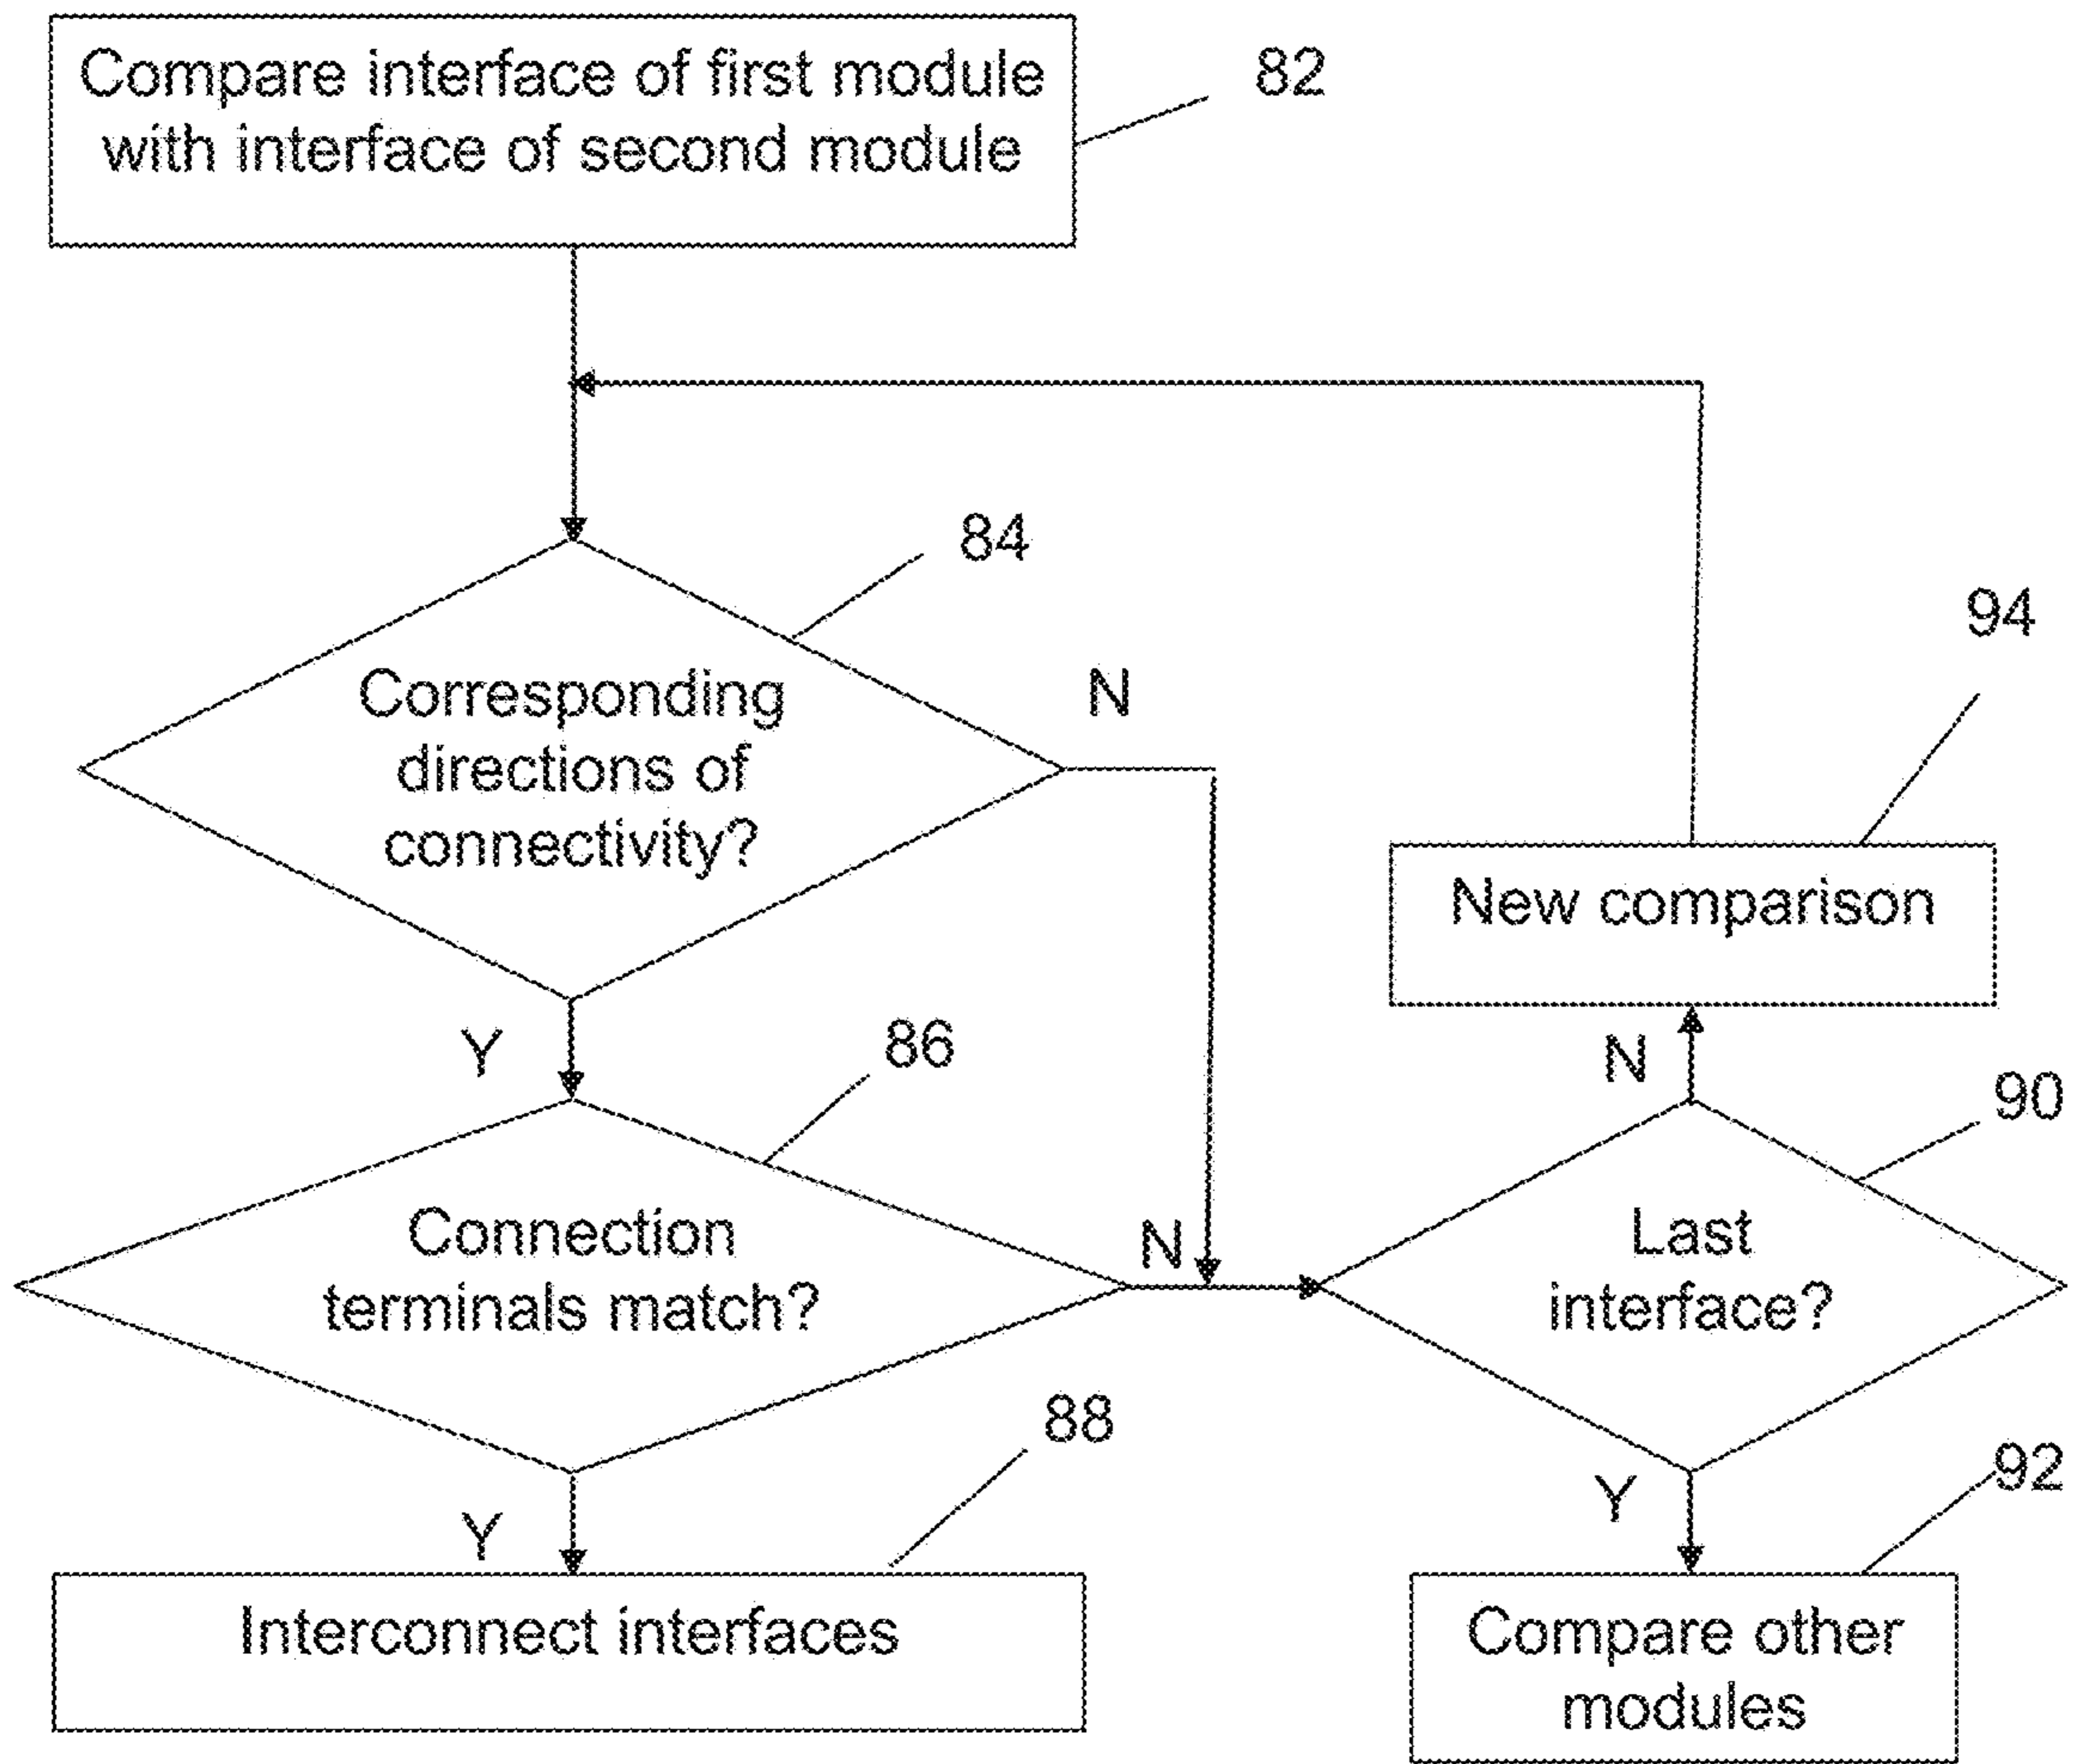 Compare interface of first module
with interface of second module
82
84
Corresponding
directions of
connectivity?
N
94
New comparison
Y
86
N
90
Connection
terminals match?
N
Last
interface?
88
Y
92
Y
Interconnect interfaces
Compare other
modules